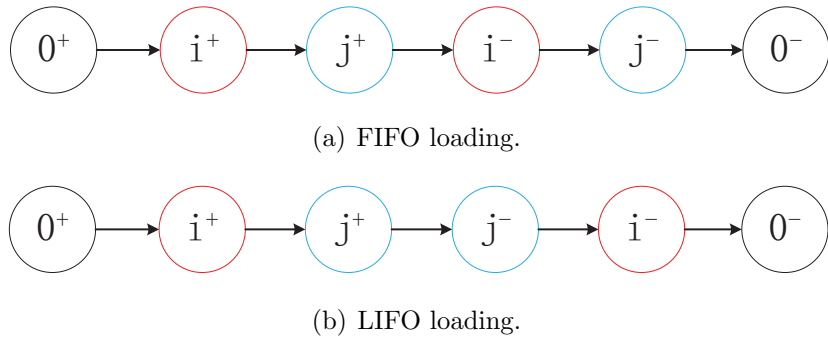 0⁺ i⁺ j⁺ i⁻ j⁻ 0⁻
(a) FIFO loading.
0⁺ i⁺ j⁺ j⁻ i⁻ 0⁻
(b) LIFO loading.